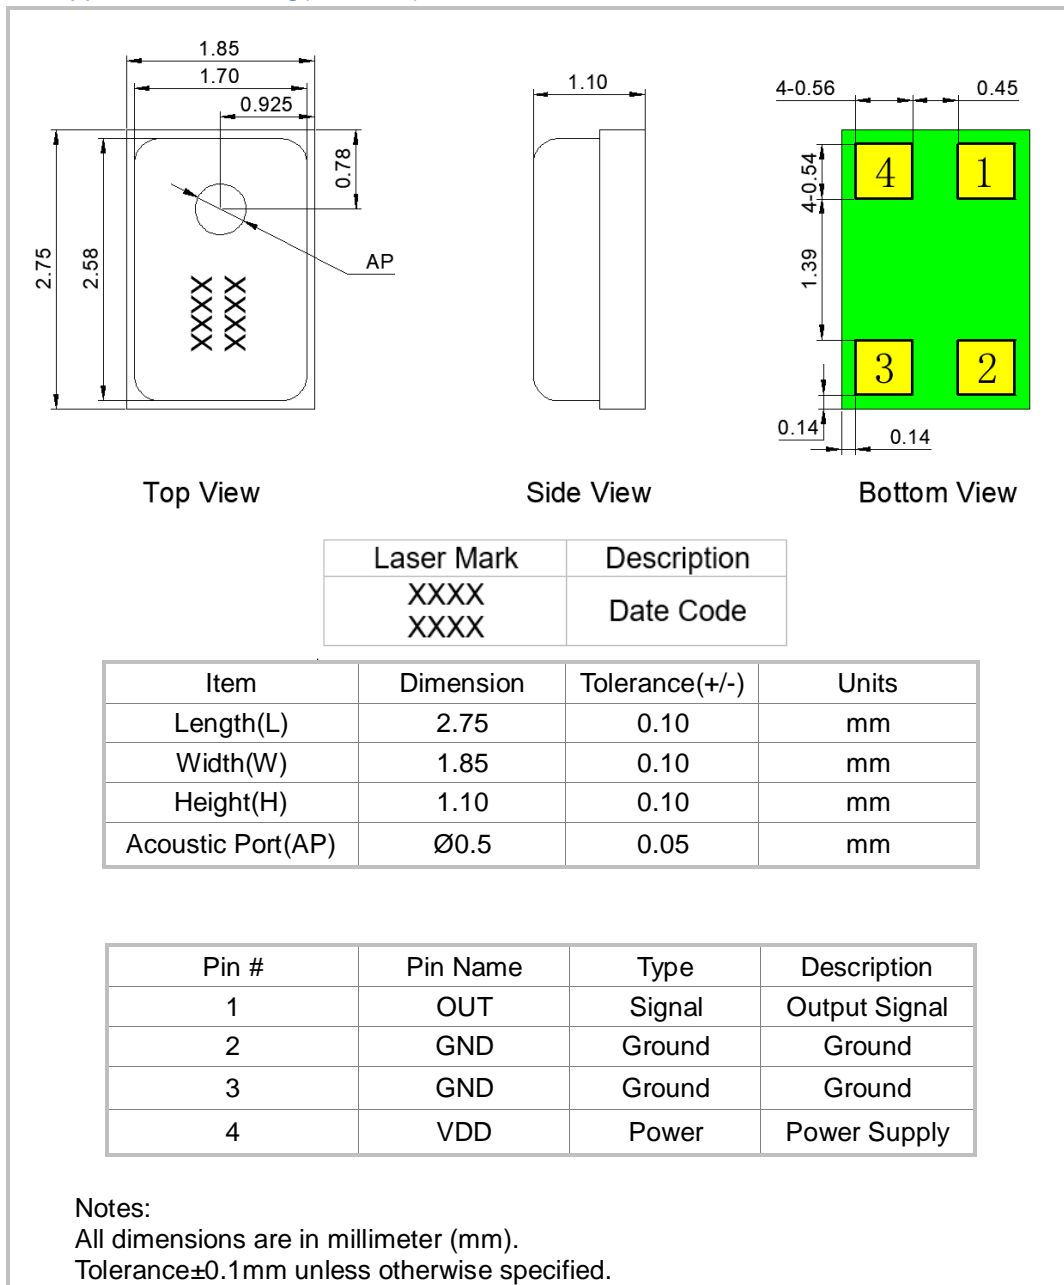 1.85
1.70
0.925
0.78
2.75
2.58
AP
XXXX
XXXX
Top View
1.10
Side View
4-0.56 0.45
4-0.54
1.39
4 1
3 2
0.14
0.14
Bottom View
Laser Mark Description
XXXX
XXXX
Date Code
Item Dimension Tolerance(+/-) Units
Length(L) 2.75 0.10 mm
Width(W) 1.85 0.10 mm
Height(H) 1.10 0.10 mm
Acoustic Port(AP) Ø0.5 0.05 mm
Pin # Pin Name Type Description
1 OUT Signal Output Signal
2 GND Ground Ground
3 GND Ground Ground
4 VDD Power Power Supply
Notes:
All dimensions are in millimeter (mm).
Tolerance±0.1mm unless otherwise specified.